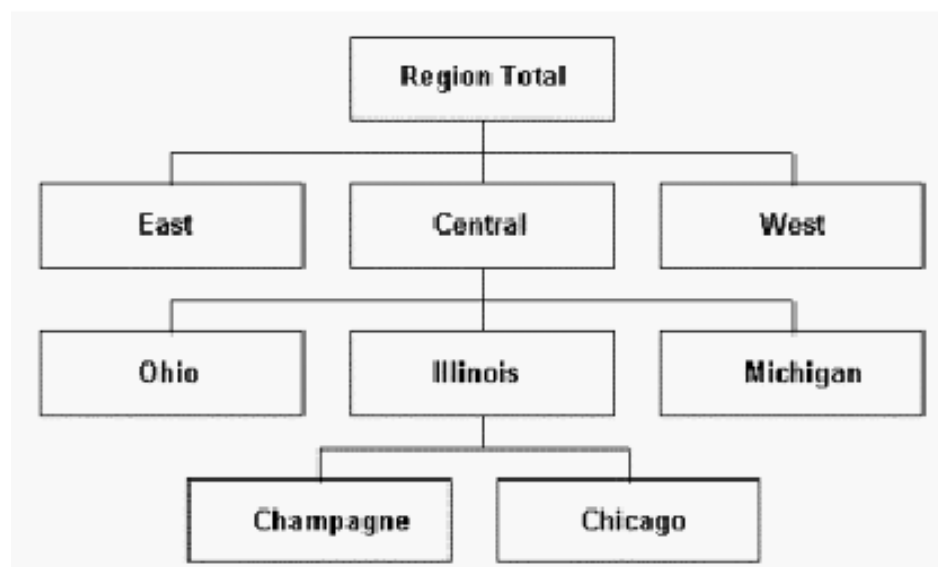 Region Total
East
Central
West
Ohio
Illinois
Michigan
Champagne
Chicago